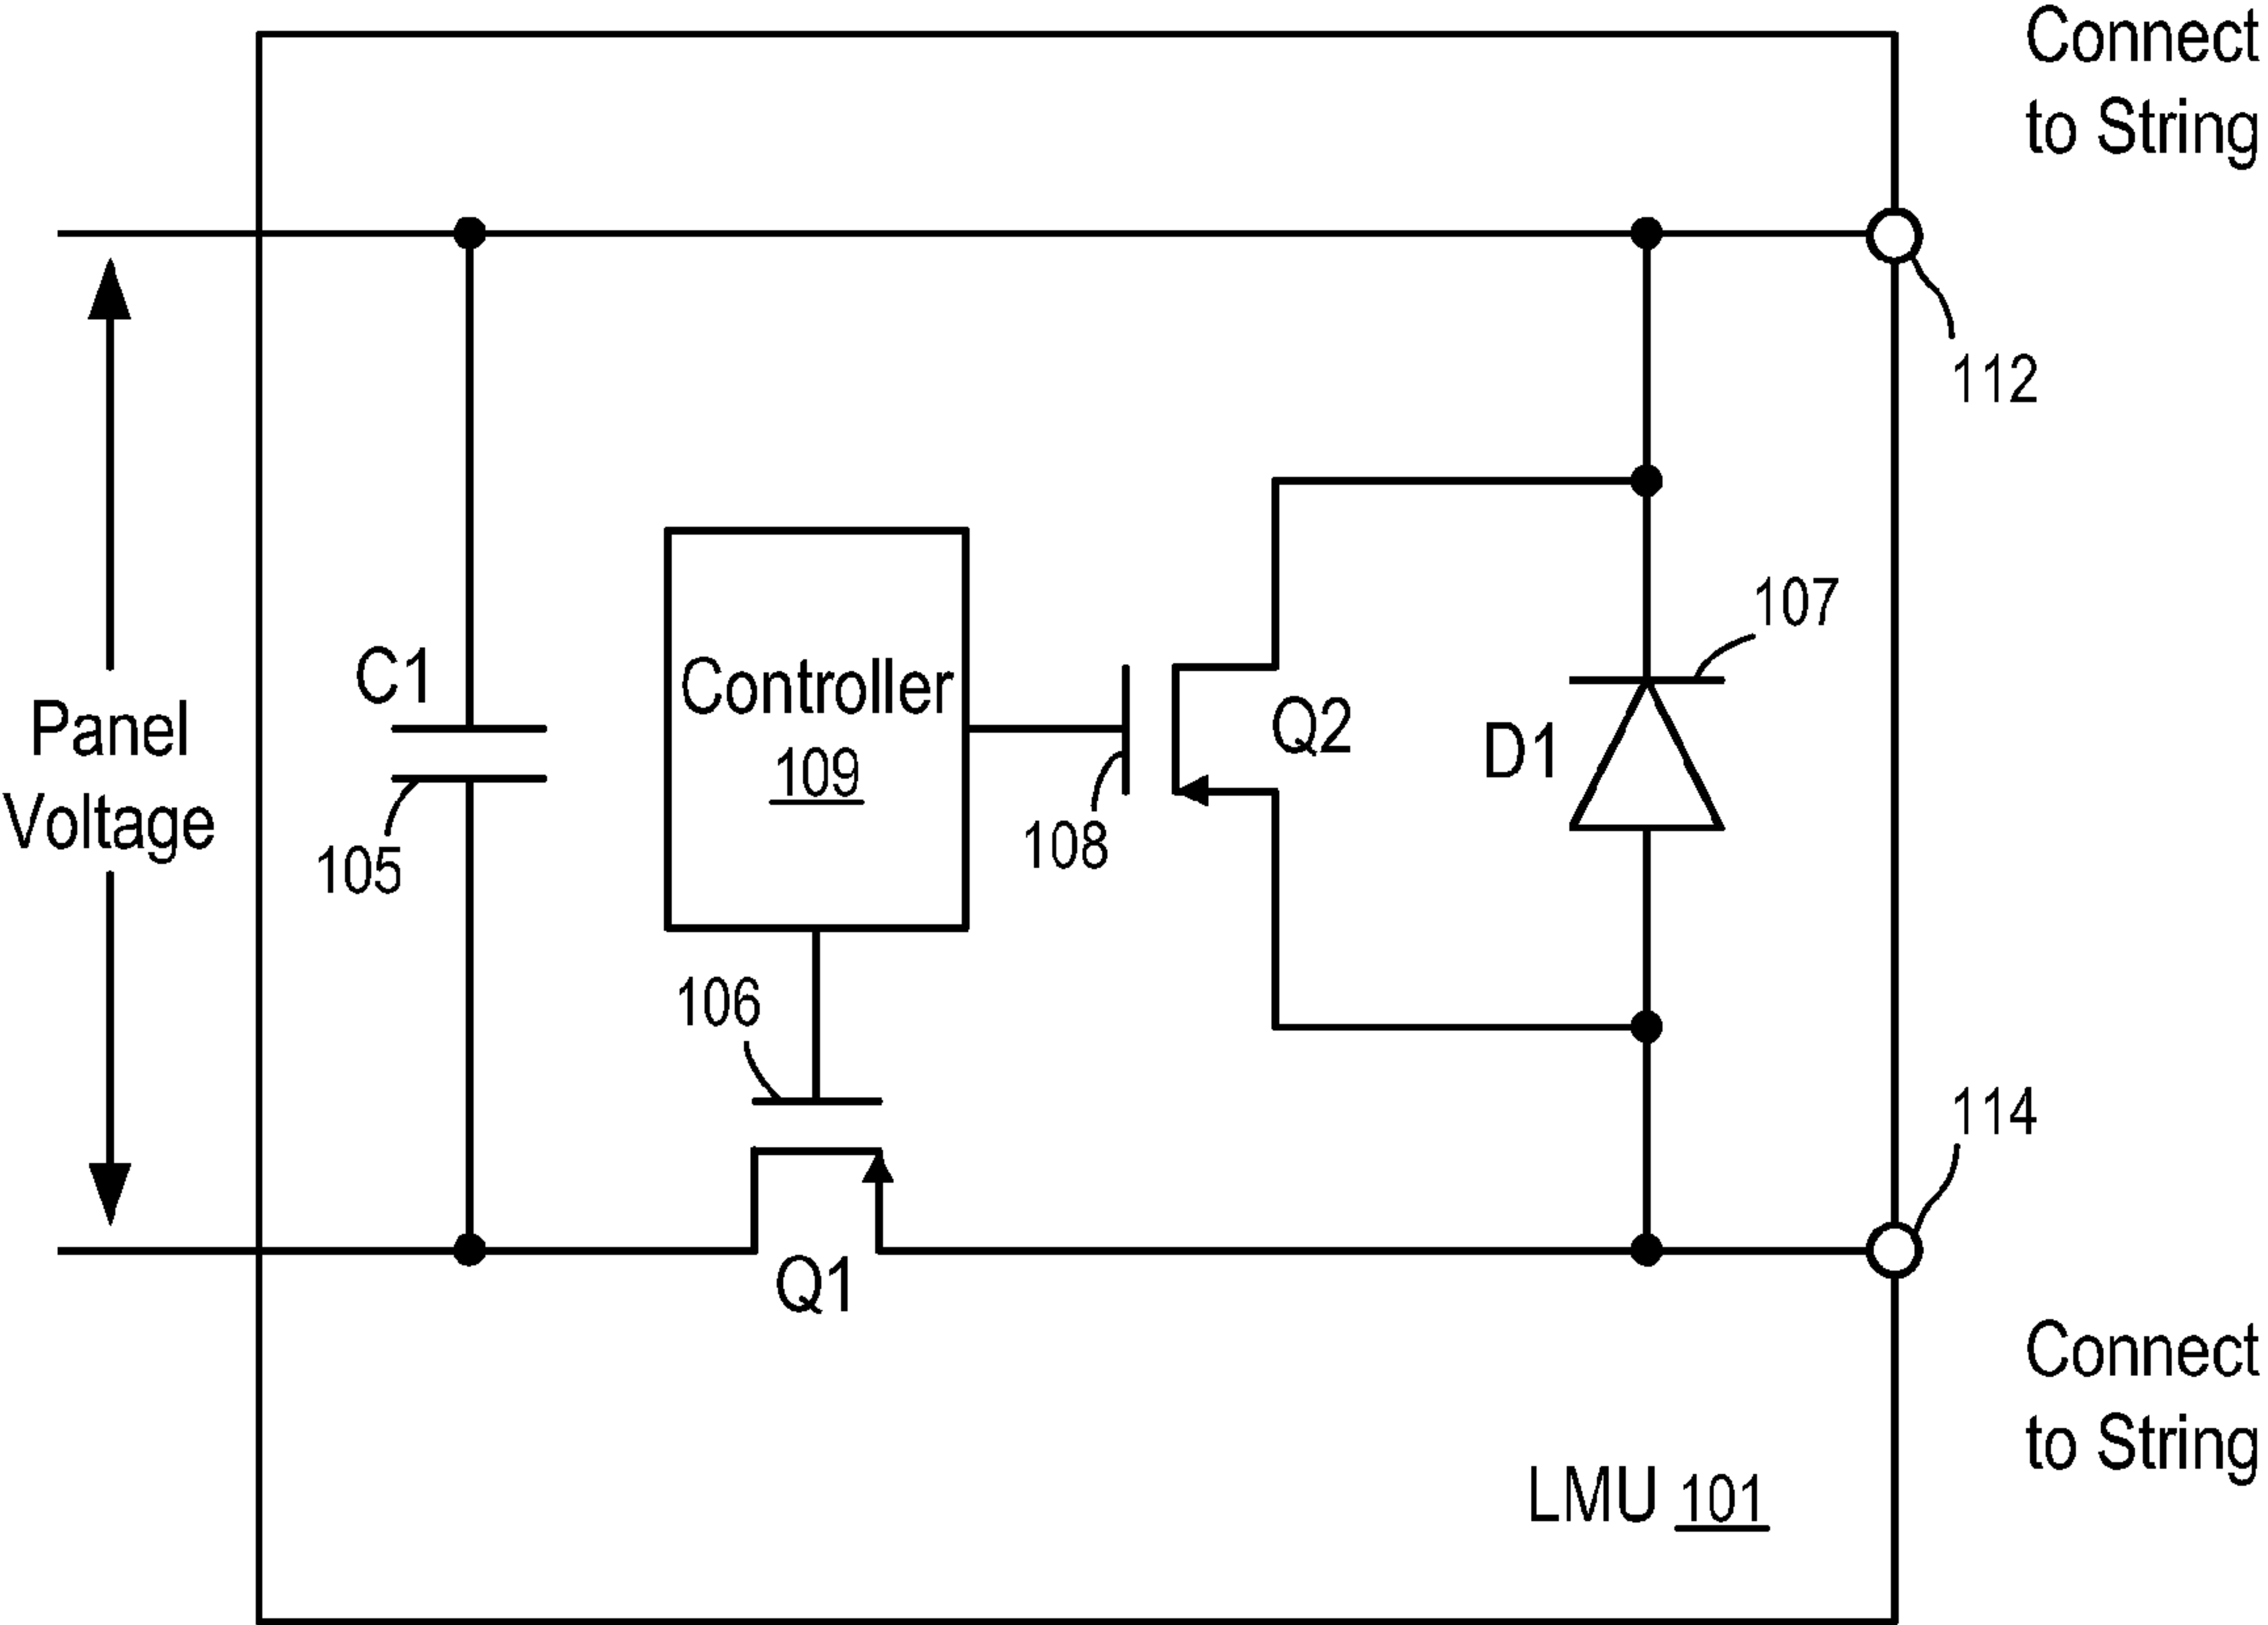 Connect
to String
112
107
C1
Controller
109
Q2
D1
Panel
Voltage
105
108
106
114
Q1
Connect
to String
LMU 101